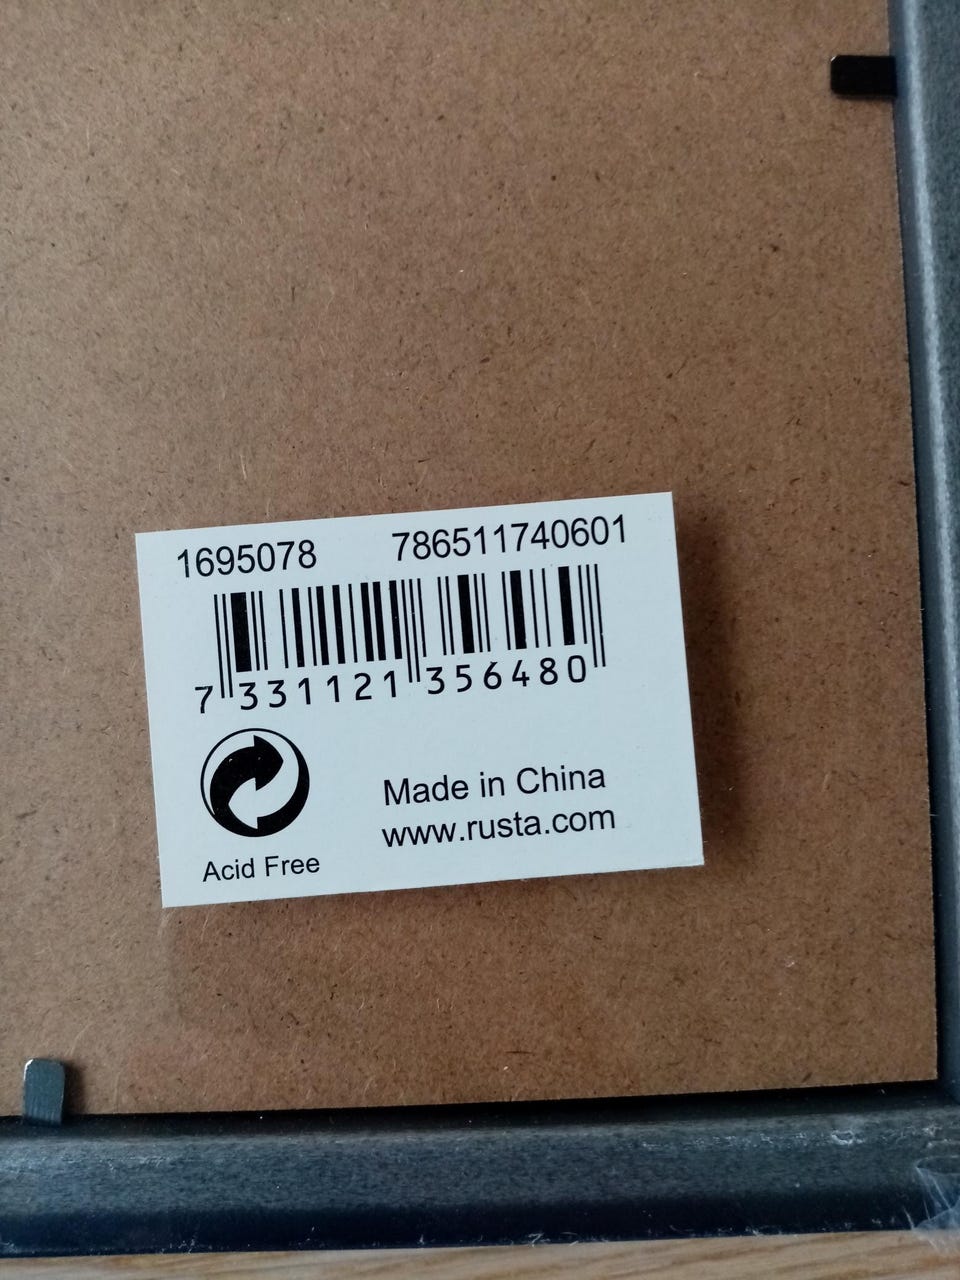 1695078 786511740601
7 331121 356480
Made in China
www.rusta.com
Acid Free